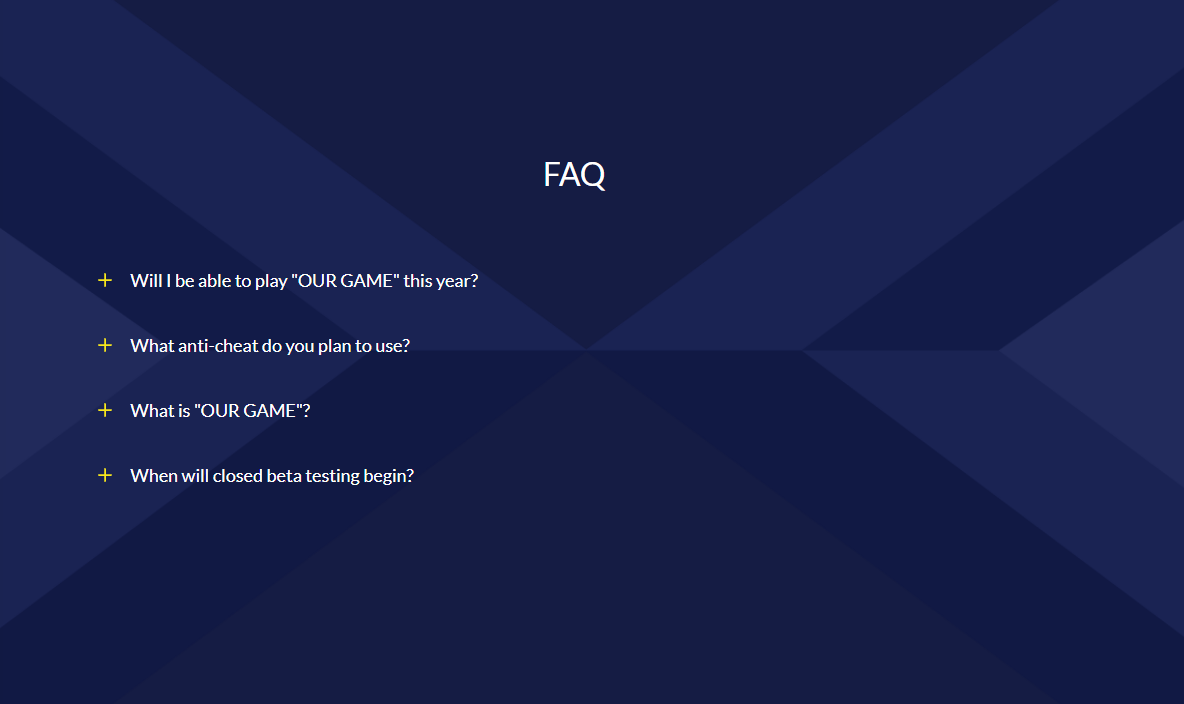 FAQ
+ Will I be able to play "OUR GAME" this year?
+ What anti-cheat do you plan to use?
+ What is "OUR GAME"?
+ When will closed beta testing begin?